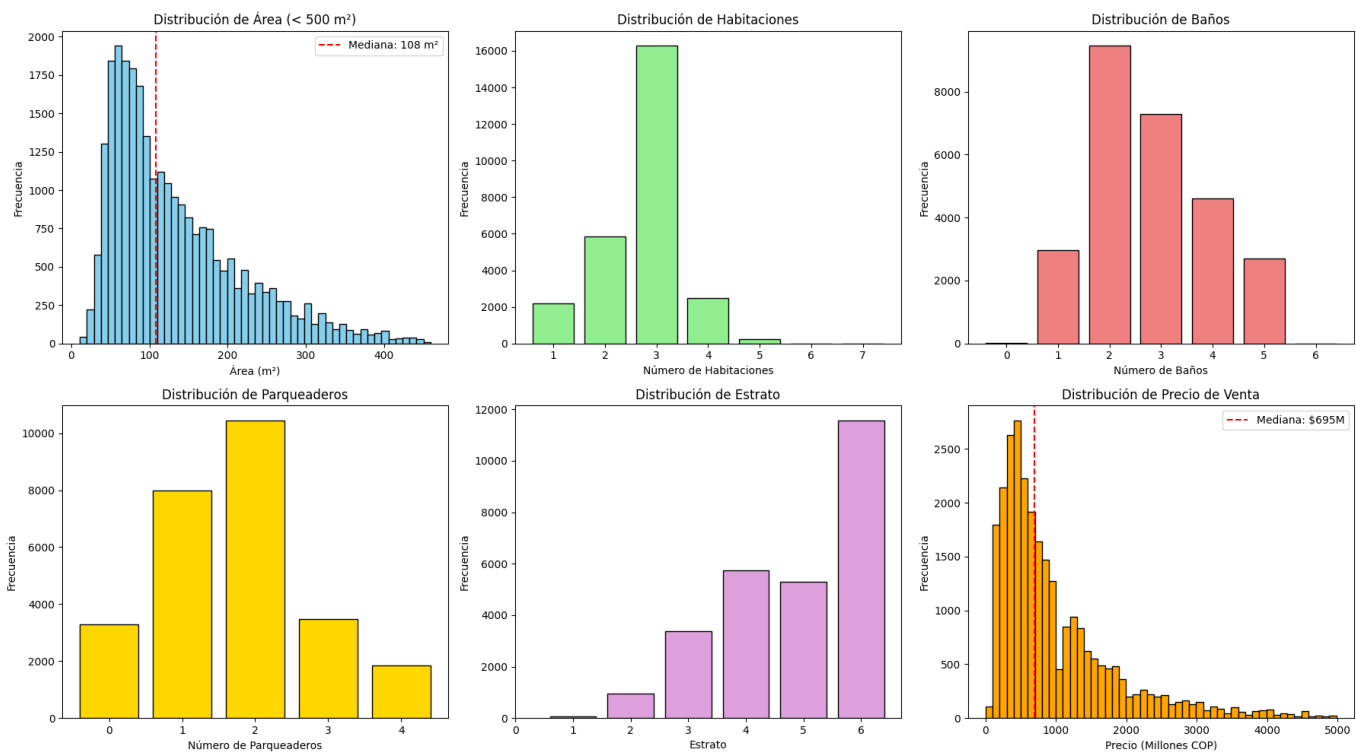 Distribución de Área (< 500 m²)
Mediana: 108 m²
Frecuencia
2000
1750
1500
1250
1000
750
500
250
0
0 100 200 300 400
Área (m²)
Distribución de Habitaciones
Frecuencia
16000
14000
12000
10000
8000
6000
4000
2000
0
1 2 3 4 5 6 7
Número de Habitaciones
Distribución de Baños
Frecuencia
8000
6000
4000
2000
0
0 1 2 3 4 5 6
Número de Baños
Distribución de Parqueaderos
Frecuencia
10000
8000
6000
4000
2000
0
0 1 2 3 4
Número de Parqueaderos
Distribución de Estrato
Frecuencia
12000
10000
8000
6000
4000
2000
0
0 1 2 3 4 5 6
Estrato
Distribución de Precio de Venta
Mediana: $695M
Frecuencia
2500
2000
1500
1000
500
0
0 1000 2000 3000 4000 5000
Precio (Millones COP)